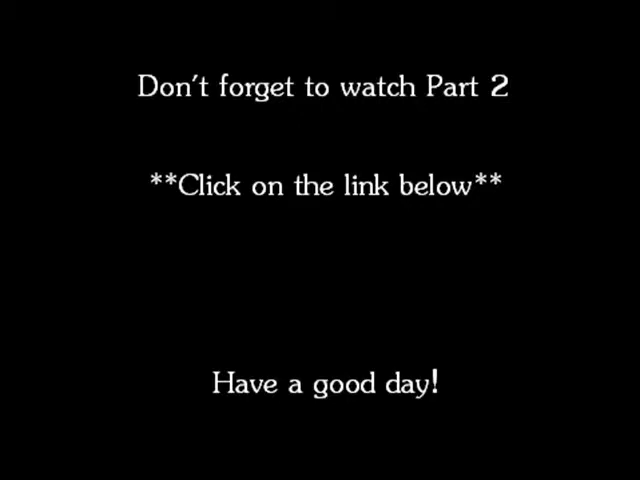 Don't forget to watch Part 2
**Click on the link below**
Have a good day!